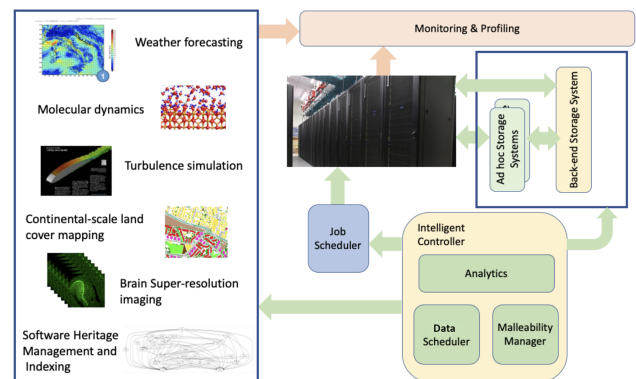 Weather forecasting
1
Molecular dynamics
Turbulence simulation
Continental-scale land
cover mapping
Brain Super-resolution
imaging
Software Heritage
Management and
Indexing
Monitoring & Profiling
Ad hoc Storage
Systems
Back-end Storage System
Job
Scheduler
Intelligent
Controller
Analytics
Data
Scheduler
Malleability
Manager